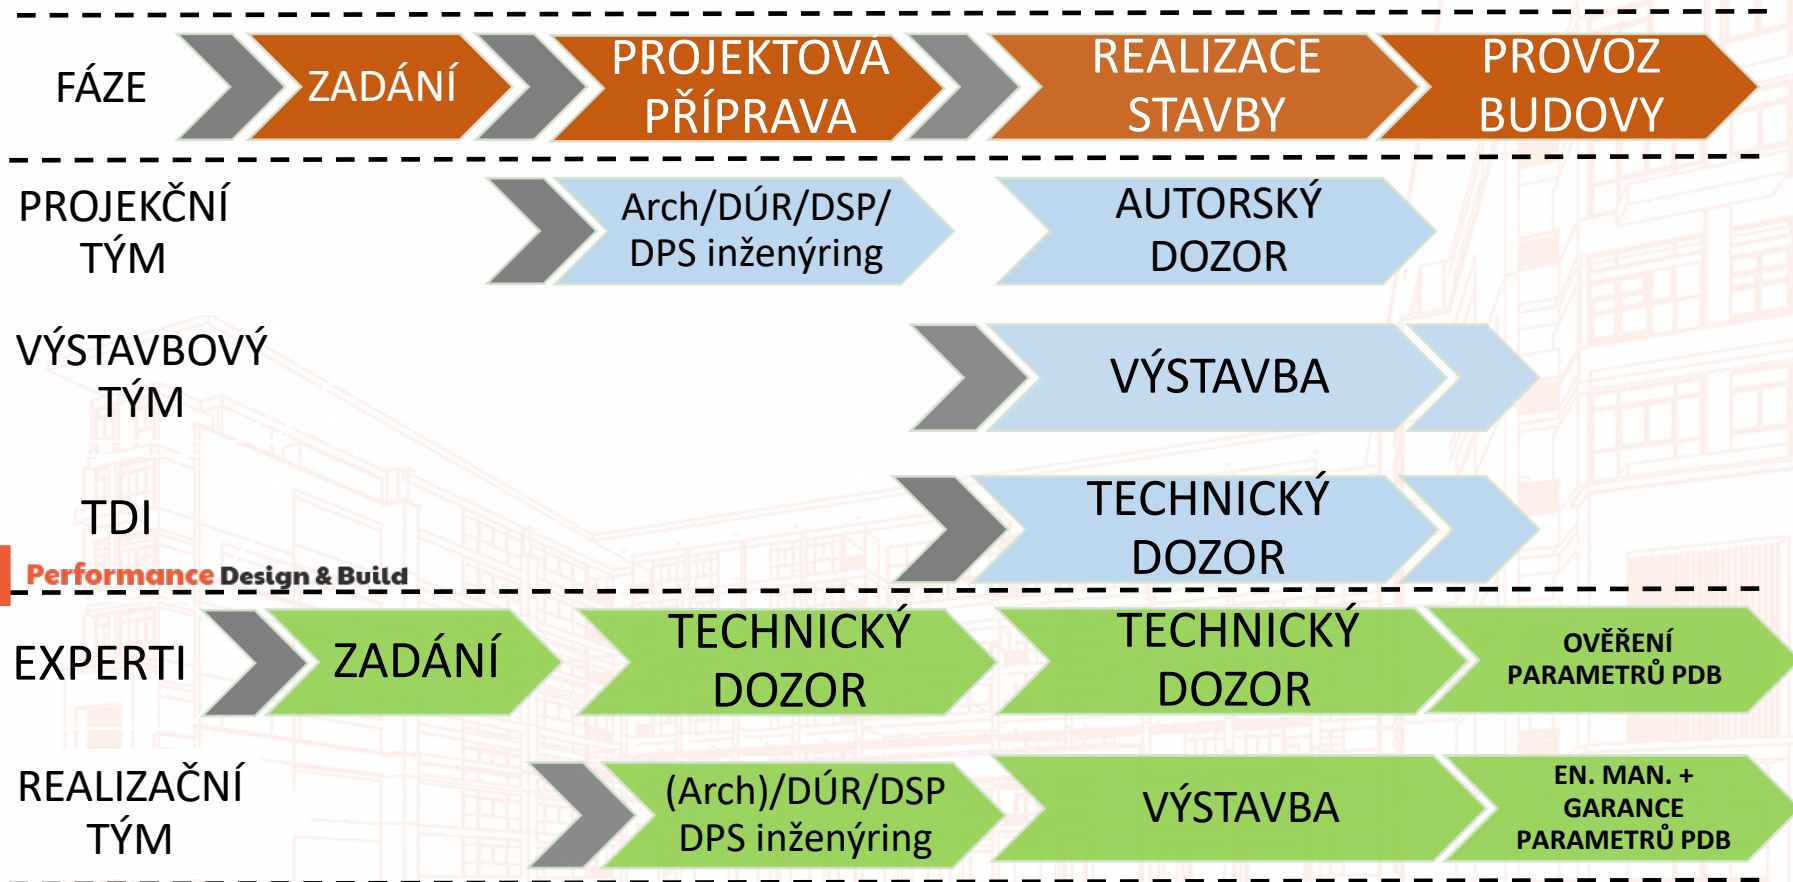 FÁZE
ZADÁNÍ
PROJEKTOVÁ
PŘÍPRAVA
REALIZACE
STAVBY
PROVOZ
BUDOVY
PROJEKČNÍ
TÝM
Arch/DÚR/DSP/
DPS inženýring
AUTORSKÝ
DOZOR
VÝSTAVBOVÝ
TÝM
VÝSTAVBA
TDI
TECHNICKÝ
DOZOR
Performance Design & Build
EXPERTI
ZADÁNÍ
TECHNICKÝ
DOZOR
TECHNICKÝ
DOZOR
OVĚŘENÍ
PARAMETRŮ PDB
REALIZAČNÍ
TÝM
(Arch)/DÚR/DSP
DPS inženýring
VÝSTAVBA
EN. MAN. +
GARANCE
PARAMETRŮ PDB